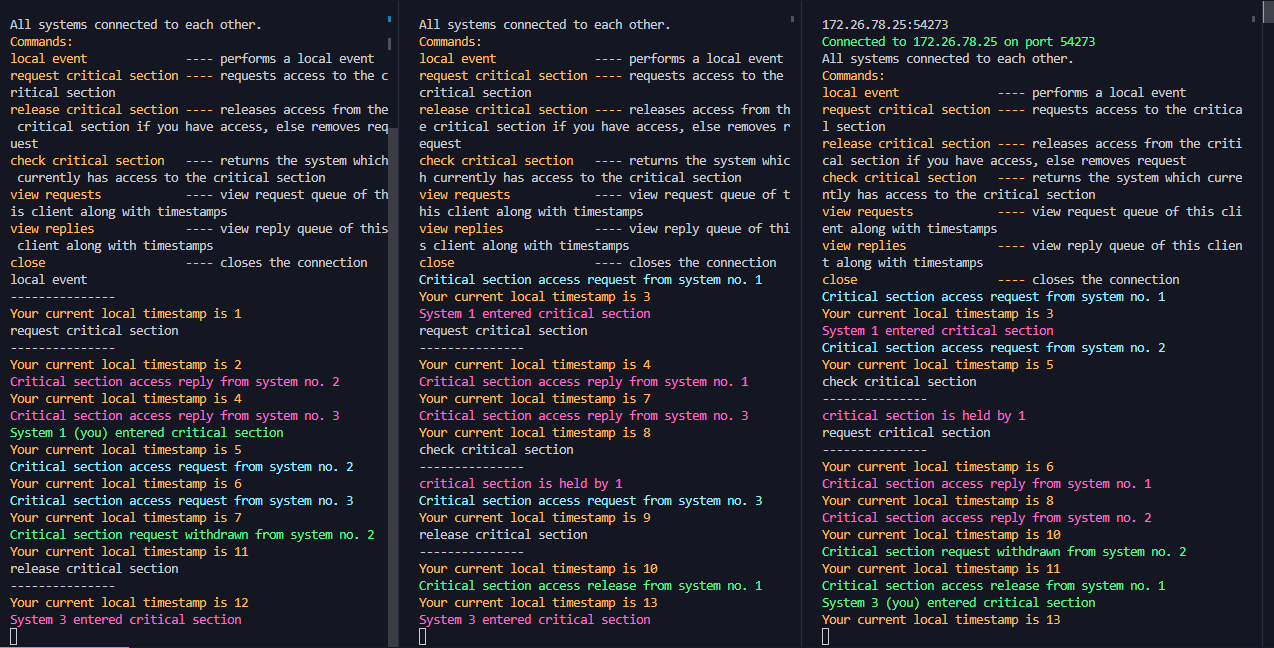 All systems connected to each other.
Commands:
local event              ---- performs a local event
request critical section ---- requests access to the c
ritical section
release critical section ---- releases access from the
 critical section if you have access, else removes req
uest
check critical section   ---- returns the system which
 currently has access to the critical section
view requests            ---- view request queue of th
is client along with timestamps
view replies             ---- view reply queue of this
 client along with timestamps
close                    ---- closes the connection
local event
---------------
Your current local timestamp is 1
request critical section
---------------
Your current local timestamp is 2
Critical section access reply from system no. 2
Your current local timestamp is 4
Critical section access reply from system no. 3
System 1 (you) entered critical section
Your current local timestamp is 5
Critical section access request from system no. 2
Your current local timestamp is 6
Critical section access request from system no. 3
Your current local timestamp is 7
Critical section request withdrawn from system no. 2
Your current local timestamp is 11
release critical section
---------------
Your current local timestamp is 12
System 3 entered critical section
All systems connected to each other.
Commands:
local event              ---- performs a local event
request critical section ---- requests access to the
critical section
release critical section ---- releases access from th
e critical section if you have access, else removes r
equest
check critical section   ---- returns the system whic
h currently has access to the critical section
view requests            ---- view request queue of t
his client along with timestamps
view replies             ---- view reply queue of thi
s client along with timestamps
close                    ---- closes the connection
Critical section access request from system no. 1
Your current local timestamp is 3
System 1 entered critical section
request critical section
---------------
Your current local timestamp is 4
Critical section access reply from system no. 1
Your current local timestamp is 7
Critical section access reply from system no. 3
Your current local timestamp is 8
check critical section
---------------
critical section is held by 1
Critical section access request from system no. 3
Your current local timestamp is 9
release critical section
---------------
Your current local timestamp is 10
Critical section access release from system no. 1
Your current local timestamp is 13
System 3 entered critical section
172.26.78.25:54273
Connected to 172.26.78.25 on port 54273
All systems connected to each other.
Commands:
local event              ---- performs a local event
request critical section ---- requests access to the critica
l section
release critical section ---- releases access from the criti
cal section if you have access, else removes request
check critical section   ---- returns the system which curre
ntly has access to the critical section
view requests            ---- view request queue of this cli
ent along with timestamps
view replies             ---- view reply queue of this clien
t along with timestamps
close                    ---- closes the connection
Critical section access request from system no. 1
Your current local timestamp is 3
System 1 entered critical section
Critical section access request from system no. 2
Your current local timestamp is 5
check critical section
---------------
critical section is held by 1
request critical section
---------------
Your current local timestamp is 6
Critical section access reply from system no. 1
Your current local timestamp is 8
Critical section access reply from system no. 2
Your current local timestamp is 10
Critical section request withdrawn from system no. 2
Your current local timestamp is 11
Critical section access release from system no. 1
System 3 (you) entered critical section
Your current local timestamp is 13